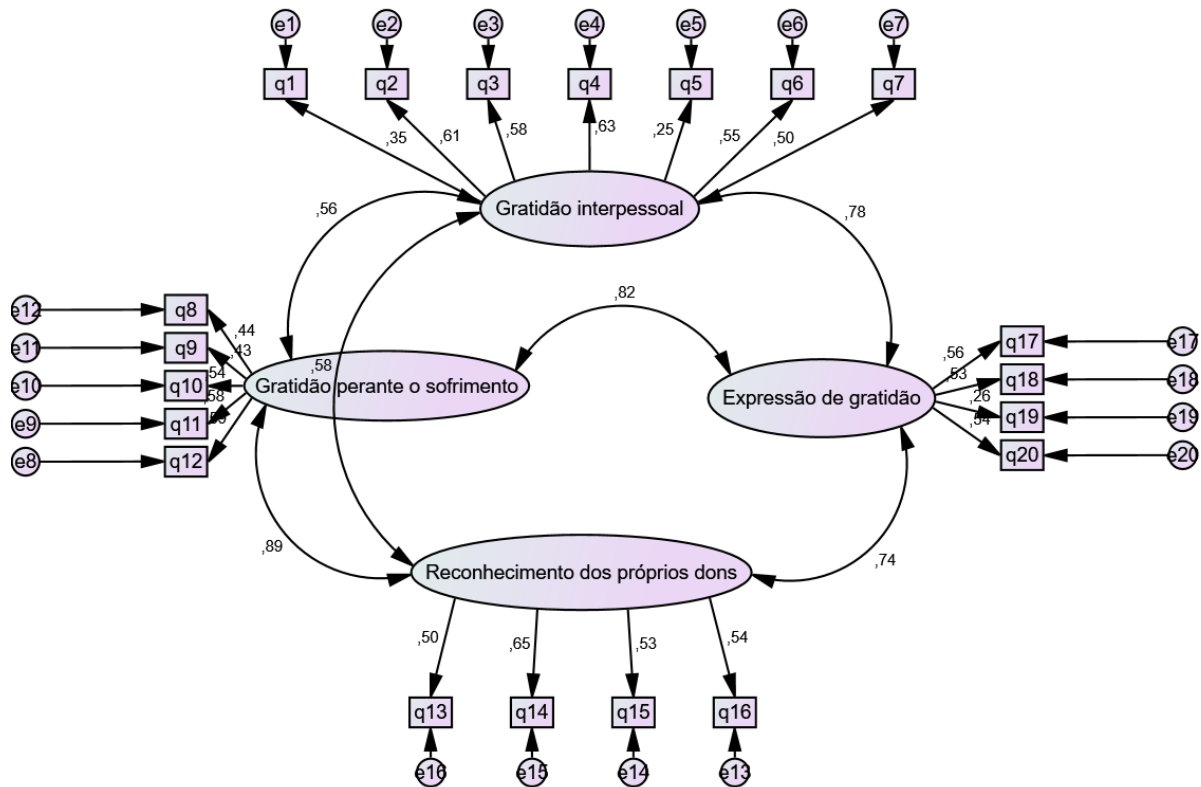 e1 e2 e3 e4 e5 e6 e7
q1 q2 q3 q4 q5 q6 q7
,35 ,61 ,58 ,63 ,25 ,55 ,50
Gratidão interpessoal
,56 ,78
,82
e12 q8 ,44
e11 q9 ,43
e10 q10 ,54
e9 q11 ,58
e8 q12
Gratidão perante o sofrimento
,58
Expressão de gratidão
,56 q17 e17
,53 q18 e18
,26 q19 e19
,54 q20 e20
,89 ,74
Reconhecimento dos próprios dons
,50 ,65 ,53 ,54
q13 q14 q15 q16
e16 e15 e14 e13